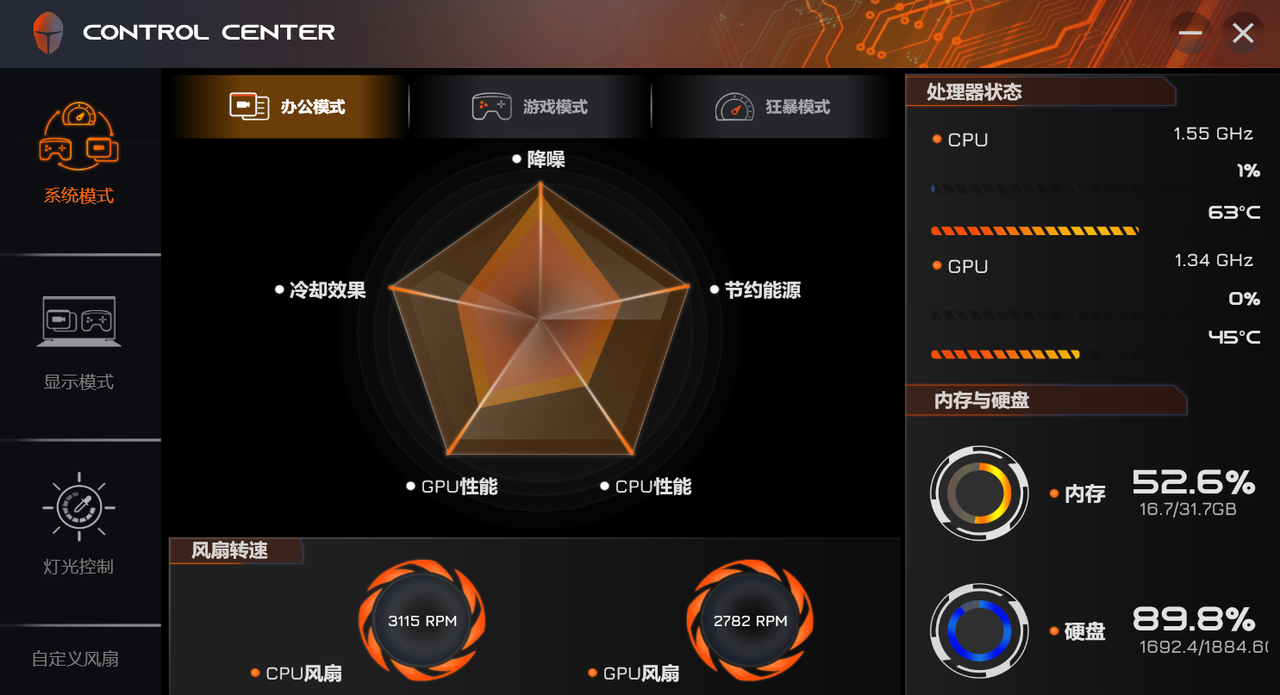 CONTROL CENTER
系统模式
显示模式
灯光控制
自定义风扇
办公模式
游戏模式
狂暴模式
降噪
冷却效果
节约能源
GPU性能
CPU性能
风扇转速
3115 RPM
CPU风扇
2782 RPM
GPU风扇
处理器状态
CPU
1.55 GHz
1%
63°C
GPU
1.34 GHz
0%
45°C
内存与硬盘
内存
52.6%
16.7/31.7GB
硬盘
89.8%
1692.4/1884.6